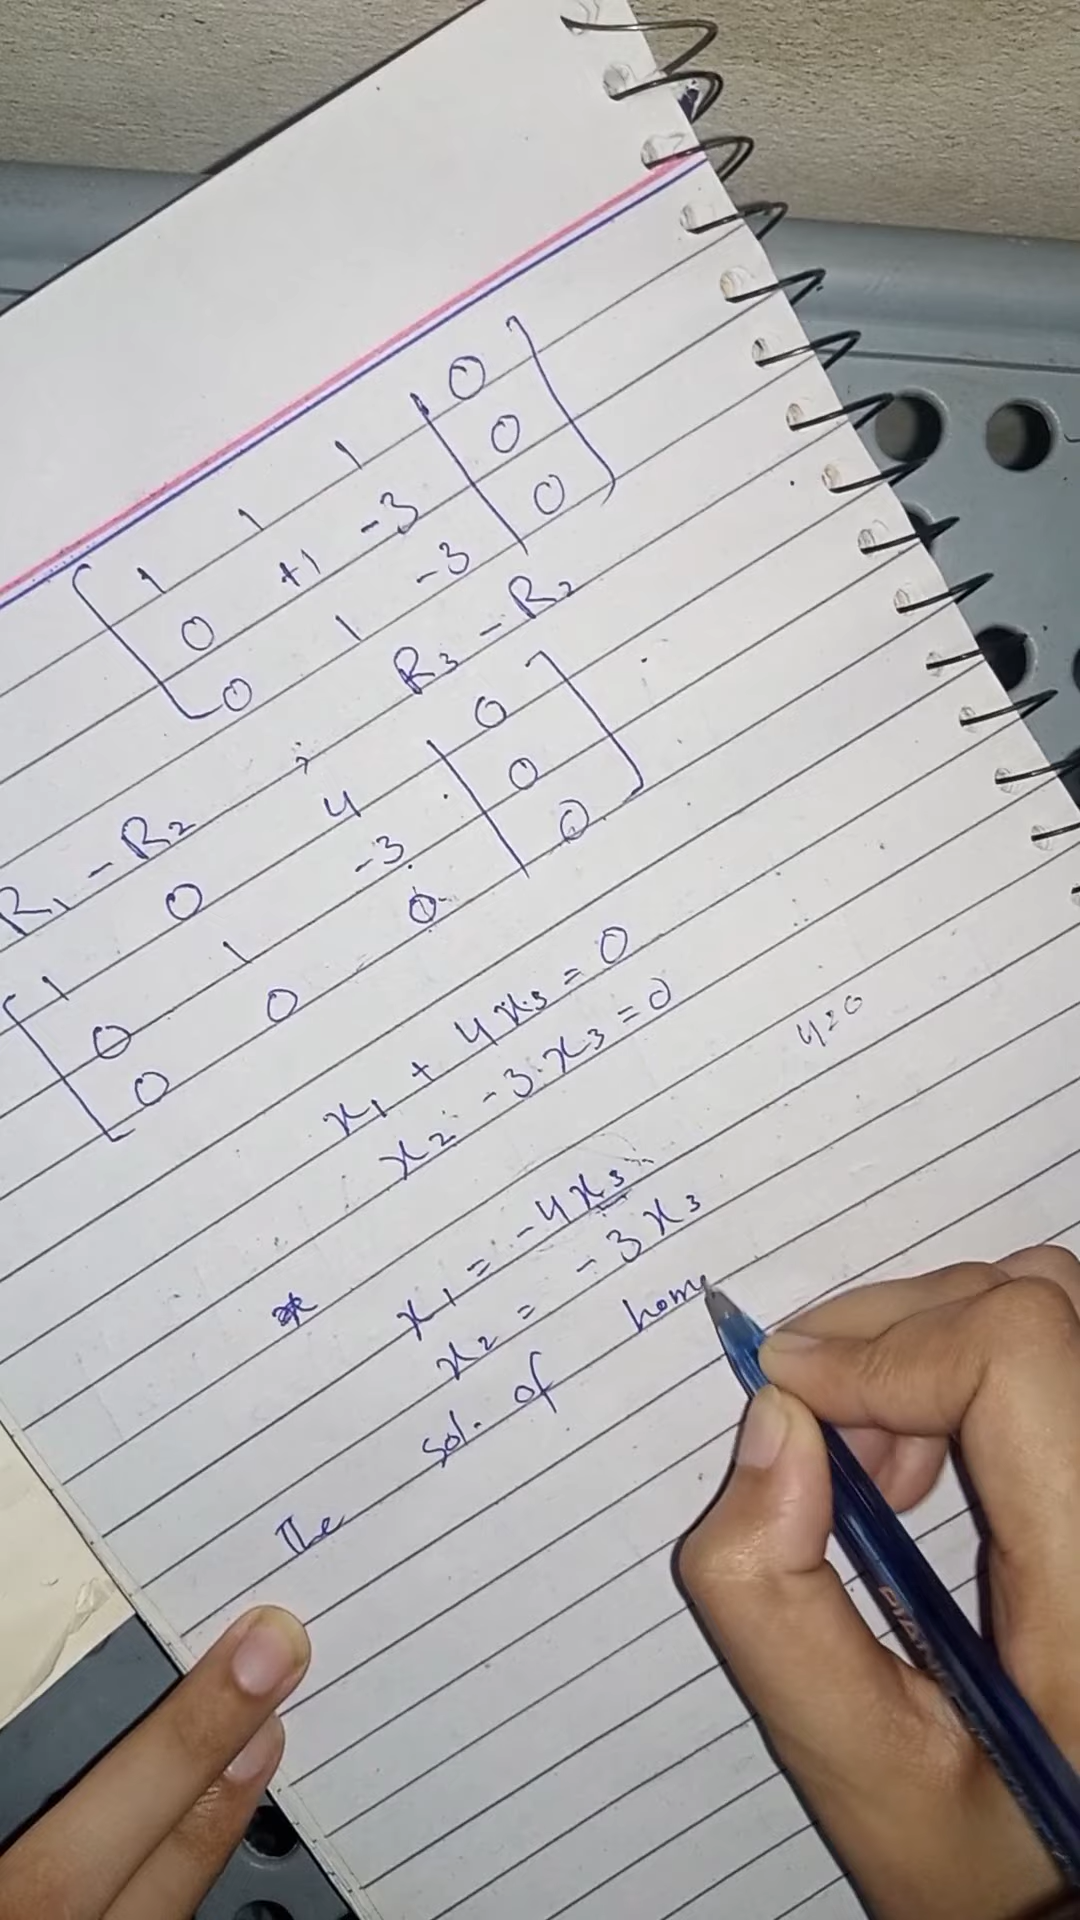 1 1 1 | 0
0 +1 -3 | 0
0 1 -3 | 0
R1 - R2 , R3 - R2
1 0 4 | 0
0 1 -3 | 0
0 0 0 | 0
x1 + 4x3 = 0
x2 - 3x3 = 0
x1 = -4x3
x2 = -3x3
The sol. of hom